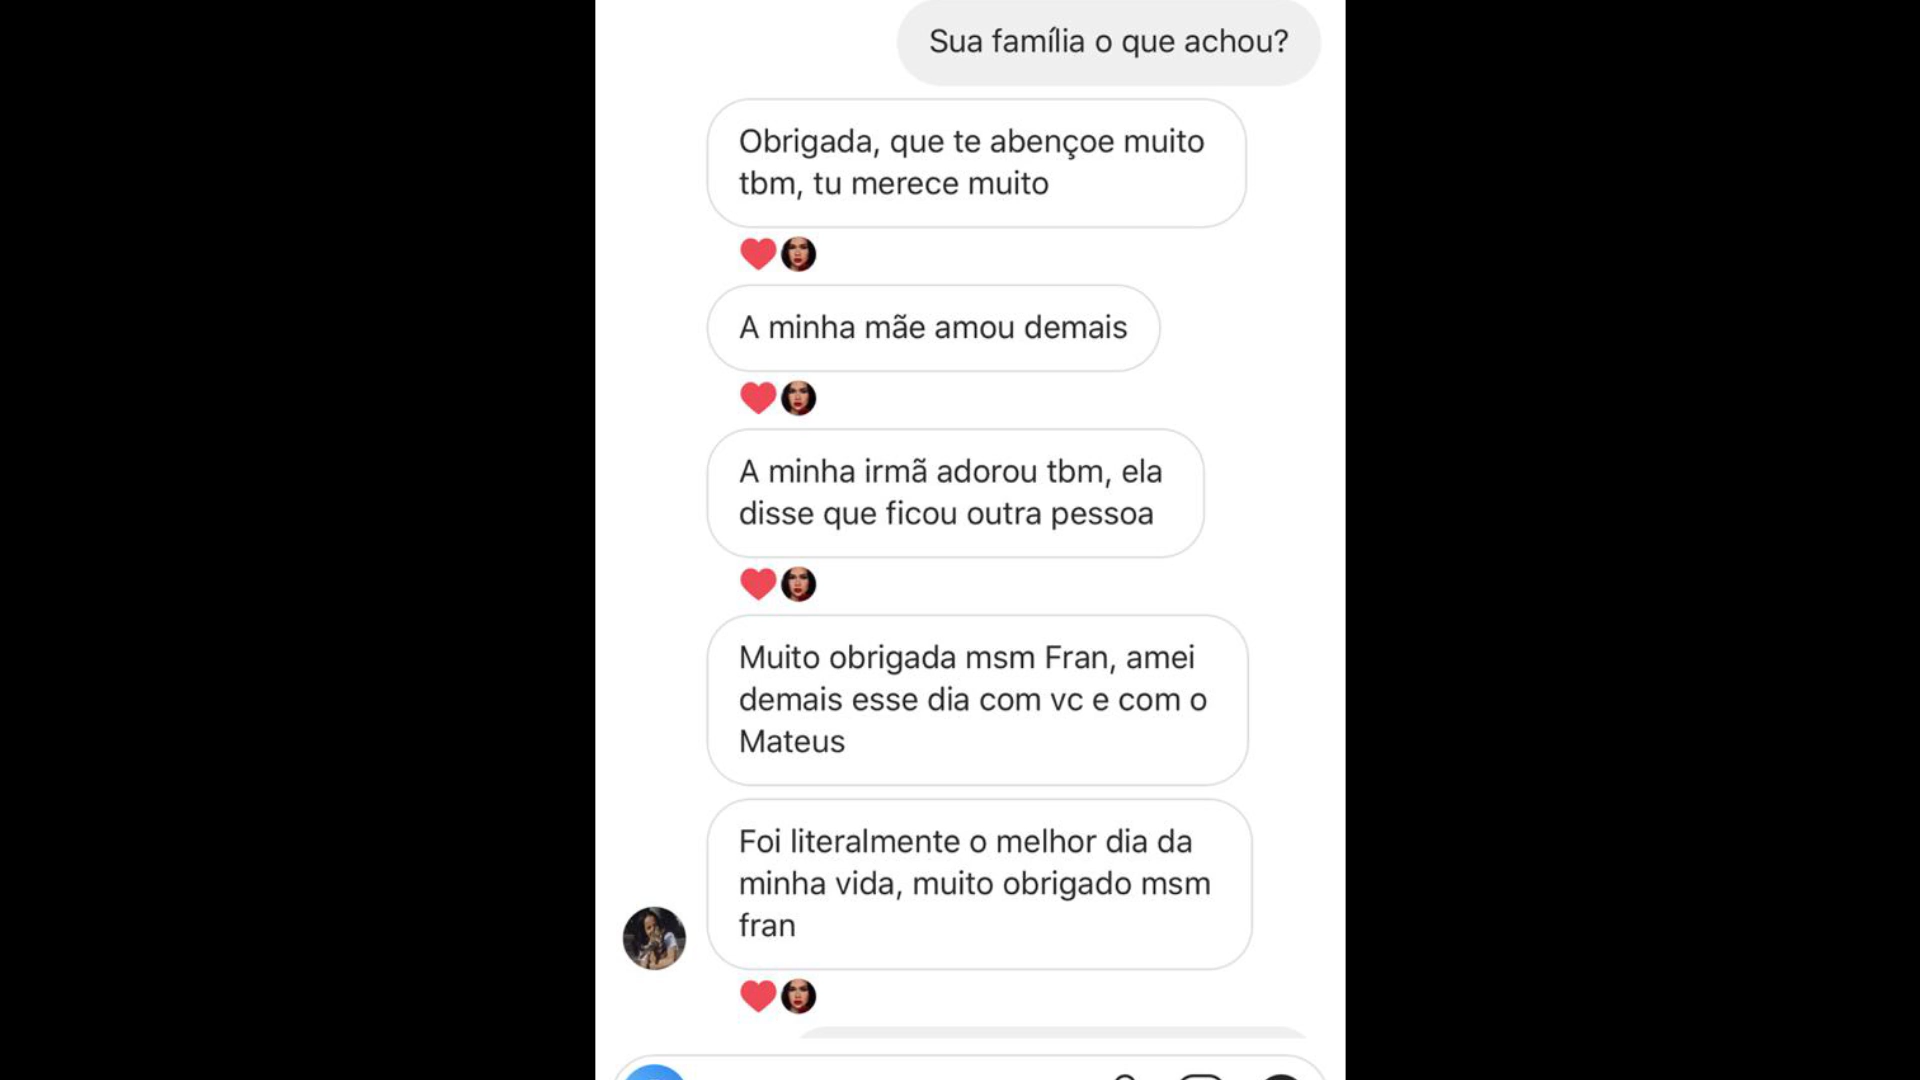 Sua família o que achou?
Obrigada, que te abençoe muito
tbm, tu merece muito
A minha mãe amou demais
A minha irmã adorou tbm, ela
disse que ficou outra pessoa
Muito obrigada msm Fran, amei
demais esse dia com vc e com o
Mateus
Foi literalmente o melhor dia da
minha vida, muito obrigado msm
fran